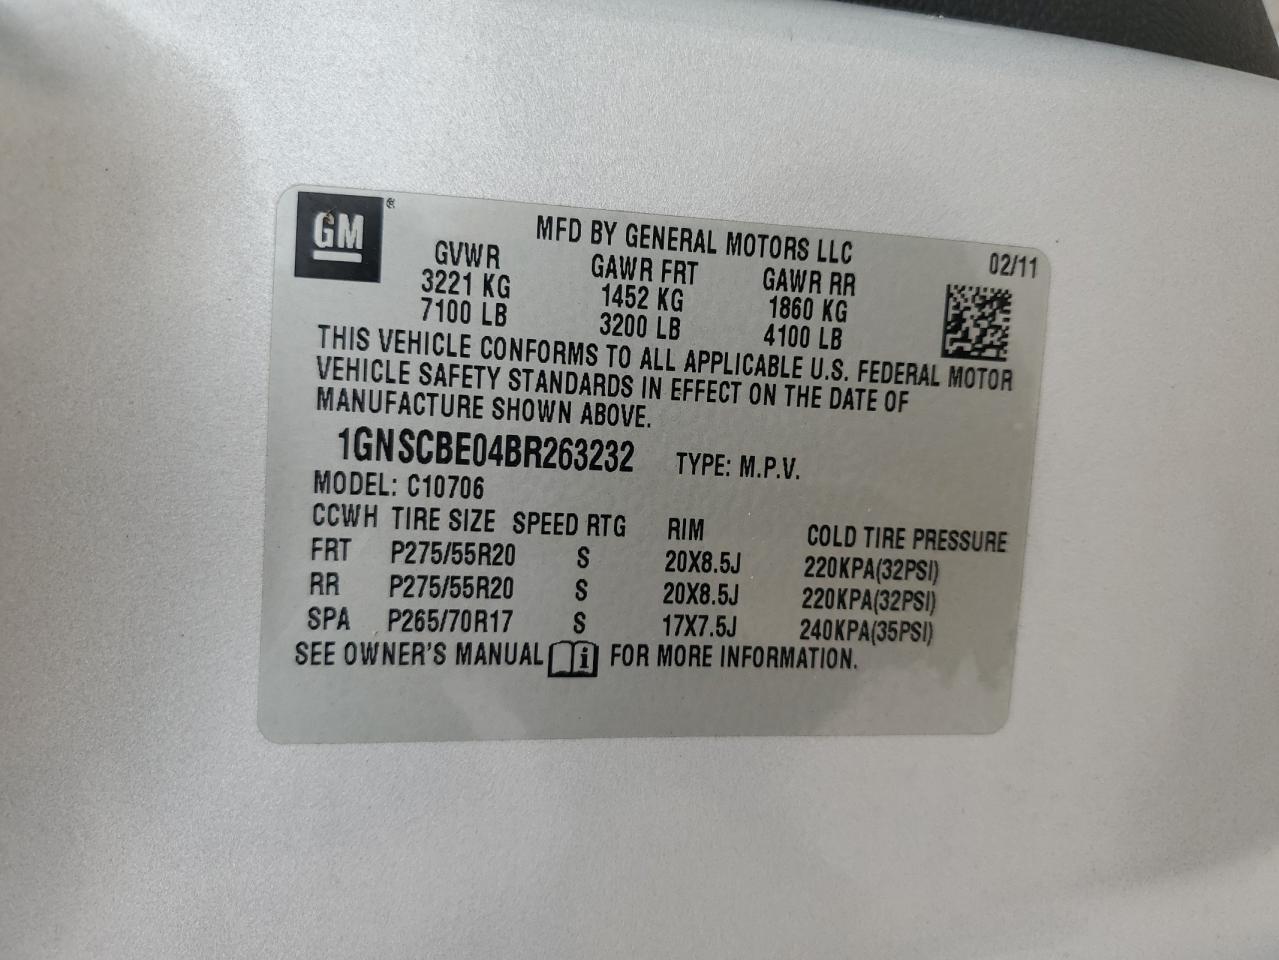 GM ®
MFD BY GENERAL MOTORS LLC
02/11
GVWR GAWR FRT GAWR RR
3221 KG 1452 KG 1860 KG
7100 LB 3200 LB 4100 LB
THIS VEHICLE CONFORMS TO ALL APPLICABLE U.S. FEDERAL MOTOR
VEHICLE SAFETY STANDARDS IN EFFECT ON THE DATE OF
MANUFACTURE SHOWN ABOVE.
1GNSCBE04BR263232 TYPE: M.P.V.
MODEL: C10706
CCWH TIRE SIZE SPEED RTG RIM COLD TIRE PRESSURE
FRT P275/55R20 S 20X8.5J 220KPA(32PSI)
RR P275/55R20 S 20X8.5J 220KPA(32PSI)
SPA P265/70R17 S 17X7.5J 240KPA(35PSI)
SEE OWNER'S MANUAL i FOR MORE INFORMATION.